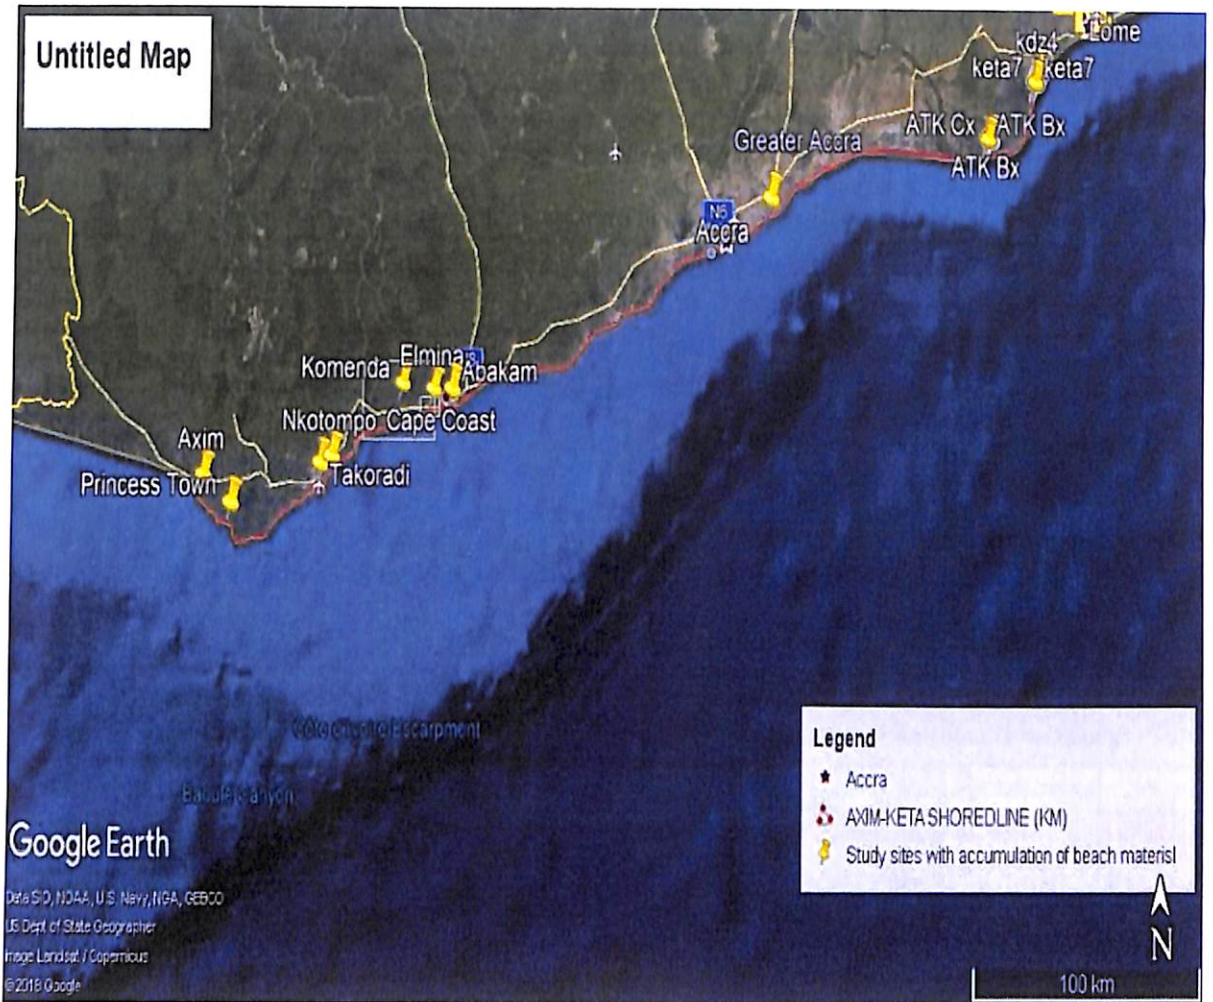 Untitled Map
Lome
kdz4
keta7 keta7
ATK Cx ATK Bx
ATK Bx
Greater Accra
N6
Accra
Komenda Elmina
Abakam
Nkotompo Cape Coast
Axim
Takoradi
Princess Town
Escarpment
Legend
Accra
AXIM-KETA SHOREDLINE (KM)
Study sites with accumulation of beach materisl
Google Earth
Data SIO, NOAA, U.S. Navy, NGA, GEBCO
US Dept of State Geographer
Image Landsat / Copernicus
©2018 Google
N
100 km